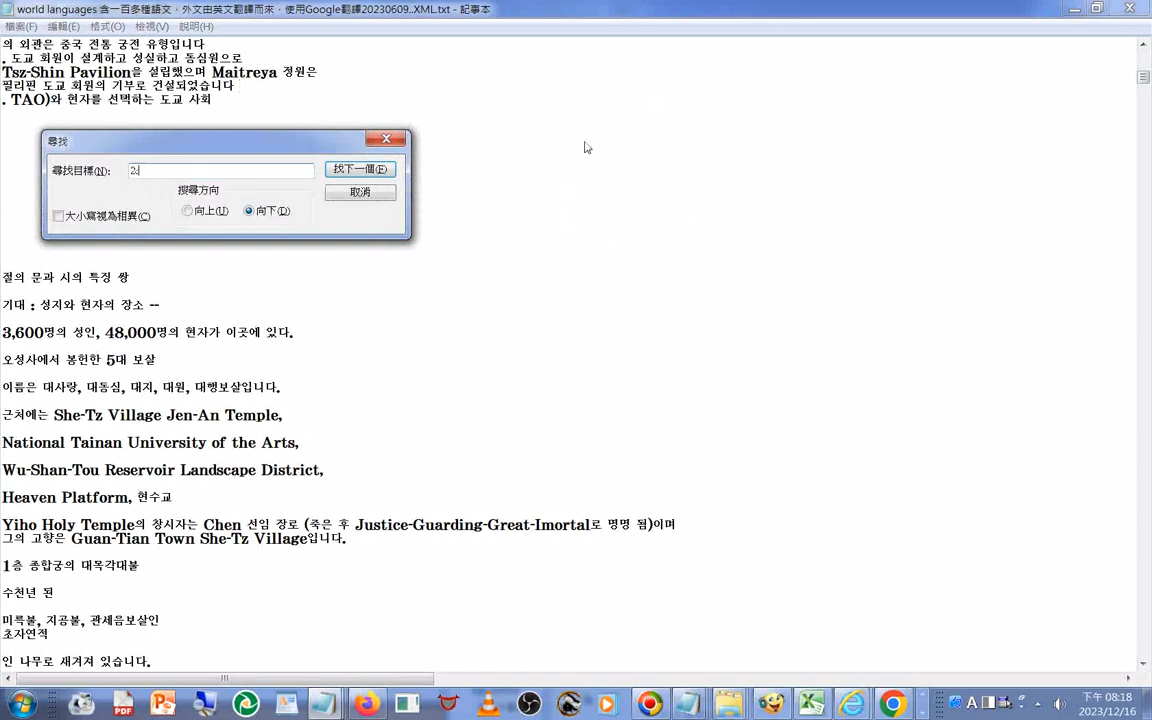 world languages 含一百多種語文，外文由英文翻譯而來，使用Google翻譯20230609..XML.txt - 記事本
檔案(F) 編輯(E) 格式(O) 檢視(V) 說明(H)
의 외관은 중국 전통 궁전 유형입니다
. 도교 회원이 설계하고 성실하고 동심원으로
Tsz-Shin Pavilion을 설립했으며 Maitreya 정원은
필리핀 도교 회원의 기부로 건설되었습니다
. TAO)와 현자를 선택하는 도교 사회
尋找
尋找目標(N): 2:
找下一個(F)
搜尋方向
取消
大小寫視為相異(C)
向上(U) 向下(D)
절의 문과 시의 특징 쌍
기대 : 성지와 현자의 장소 --
3,600명의 성인, 48,000명의 현자가 이곳에 있다.
오성사에서 봉헌한 5대 보살
이름은 대사랑, 대동심, 대지, 대원, 대행보살입니다.
근처에는 She-Tz Village Jen-An Temple,
National Tainan University of the Arts,
Wu-Shan-Tou Reservoir Landscape District,
Heaven Platform, 현수교
Yiho Holy Temple의 창시자는 Chen 선임 장로 (죽은 후 Justice-Guarding-Great-Imortal로 명명 됨)이며
그의 고향은 Guan-Tian Town She-Tz Village입니다.
1층 종합궁의 대목각대불
수천년 된
미륵불, 지공불, 관세음보살인
초자연적
인 나무로 새겨져 있습니다.
下午 08:18
2023/12/16